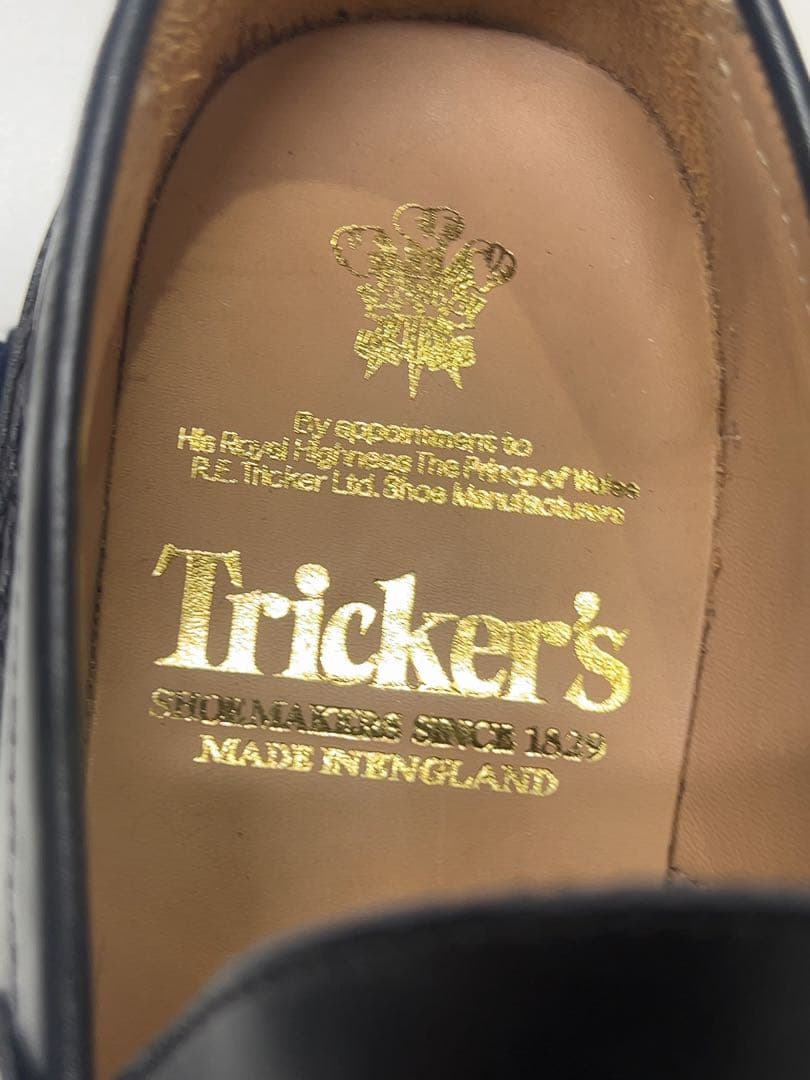 By appointment to
His Royal Highness The Prince of Wales
R.E. Tricker Ltd. Shoe Manufacturers
Tricker's
SHOEMAKERS SINCE 1829
MADE IN ENGLAND